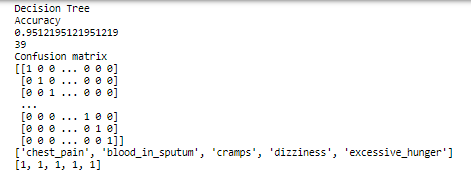 Decision Tree
Accuracy
0.9512195121951219
39
Confusion matrix
[[1 0 0 ... 0 0 0]
[0 1 0 ... 0 0 0]
[0 0 1 ... 0 0 0]
...
[0 0 0 ... 1 0 0]
[0 0 0 ... 0 1 0]
[0 0 0 ... 0 0 1]]
['chest_pain', 'blood_in_sputum', 'cramps', 'dizziness', 'excessive_hunger']
[1, 1, 1, 1, 1]